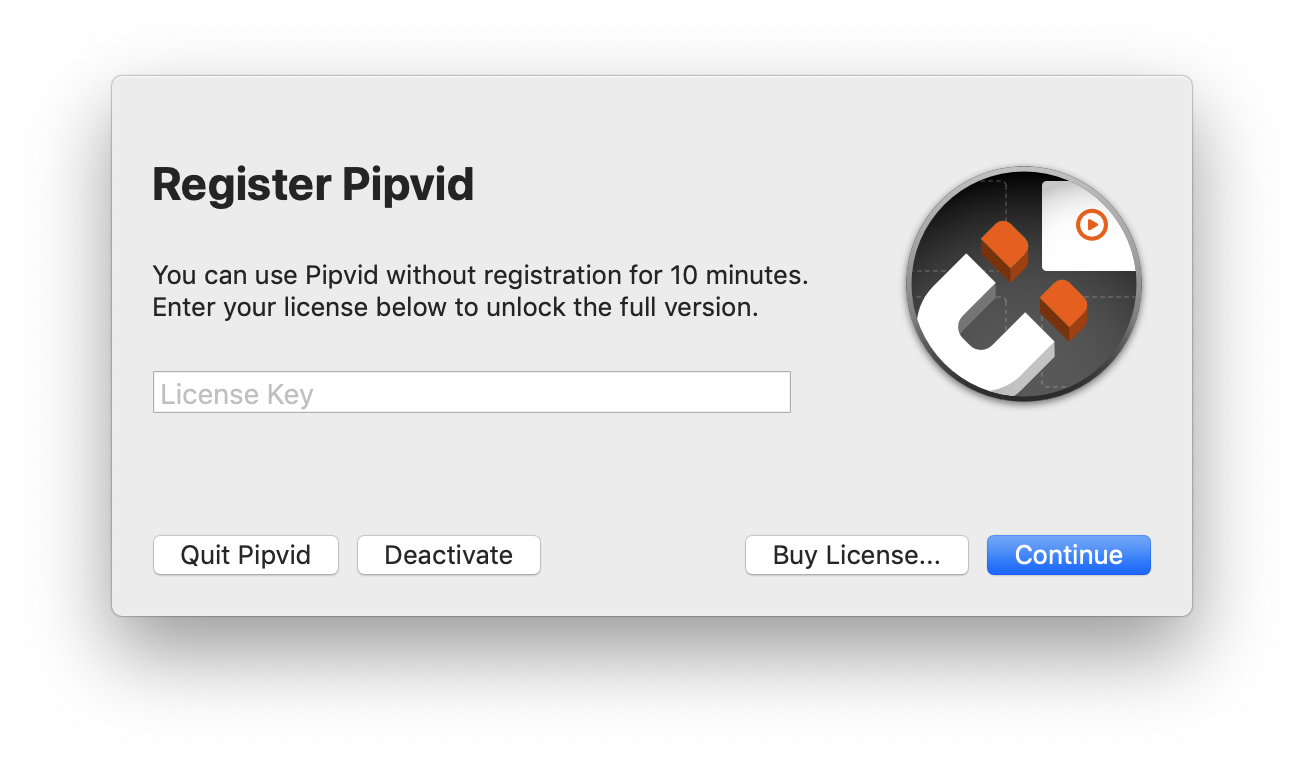 Register Pipvid
You can use Pipvid without registration for 10 minutes.
Enter your license below to unlock the full version.
License Key
Quit Pipvid
Deactivate
Buy License...
Continue